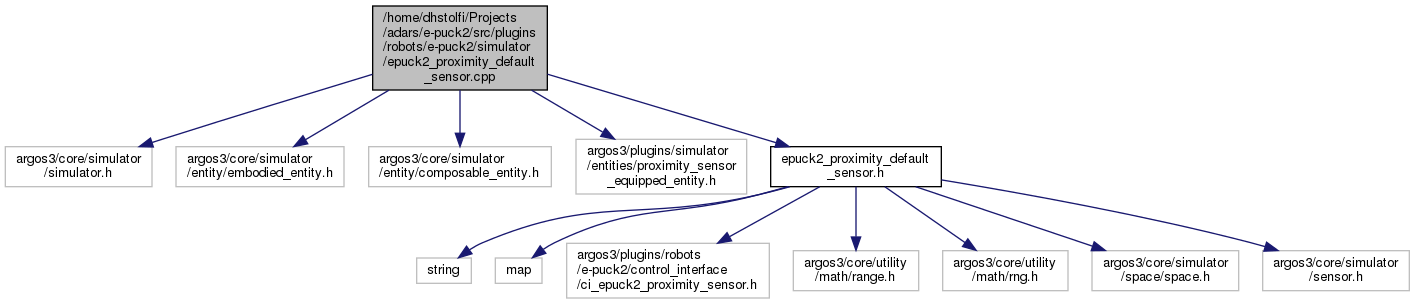 /home/dhstolfi/Projects
/adars/e-puck2/src/plugins
/robots/e-puck2/simulator
/epuck2_proximity_default
_sensor.cpp
argos3/core/simulator
/simulator.h
argos3/core/simulator
/entity/embodied_entity.h
argos3/core/simulator
/entity/composable_entity.h
argos3/plugins/simulator
/entities/proximity_sensor
_equipped_entity.h
epuck2_proximity_default
_sensor.h
string
map
argos3/plugins/robots
/e-puck2/control_interface
/ci_epuck2_proximity_sensor.h
argos3/core/utility
/math/range.h
argos3/core/utility
/math/rng.h
argos3/core/simulator
/space/space.h
argos3/core/simulator
/sensor.h